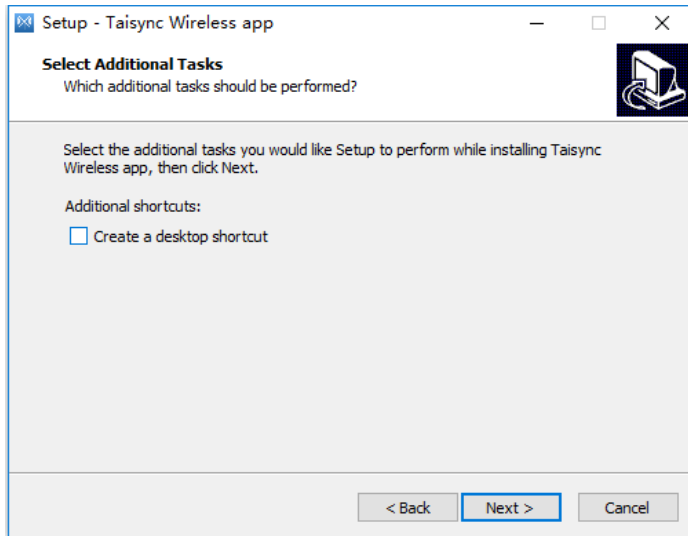 Setup - Taisync Wireless app
Select Additional Tasks
Which additional tasks should be performed?
Select the additional tasks you would like Setup to perform while installing Taisync
Wireless app, then click Next.
Additional shortcuts:
Create a desktop shortcut
< Back
Next >
Cancel